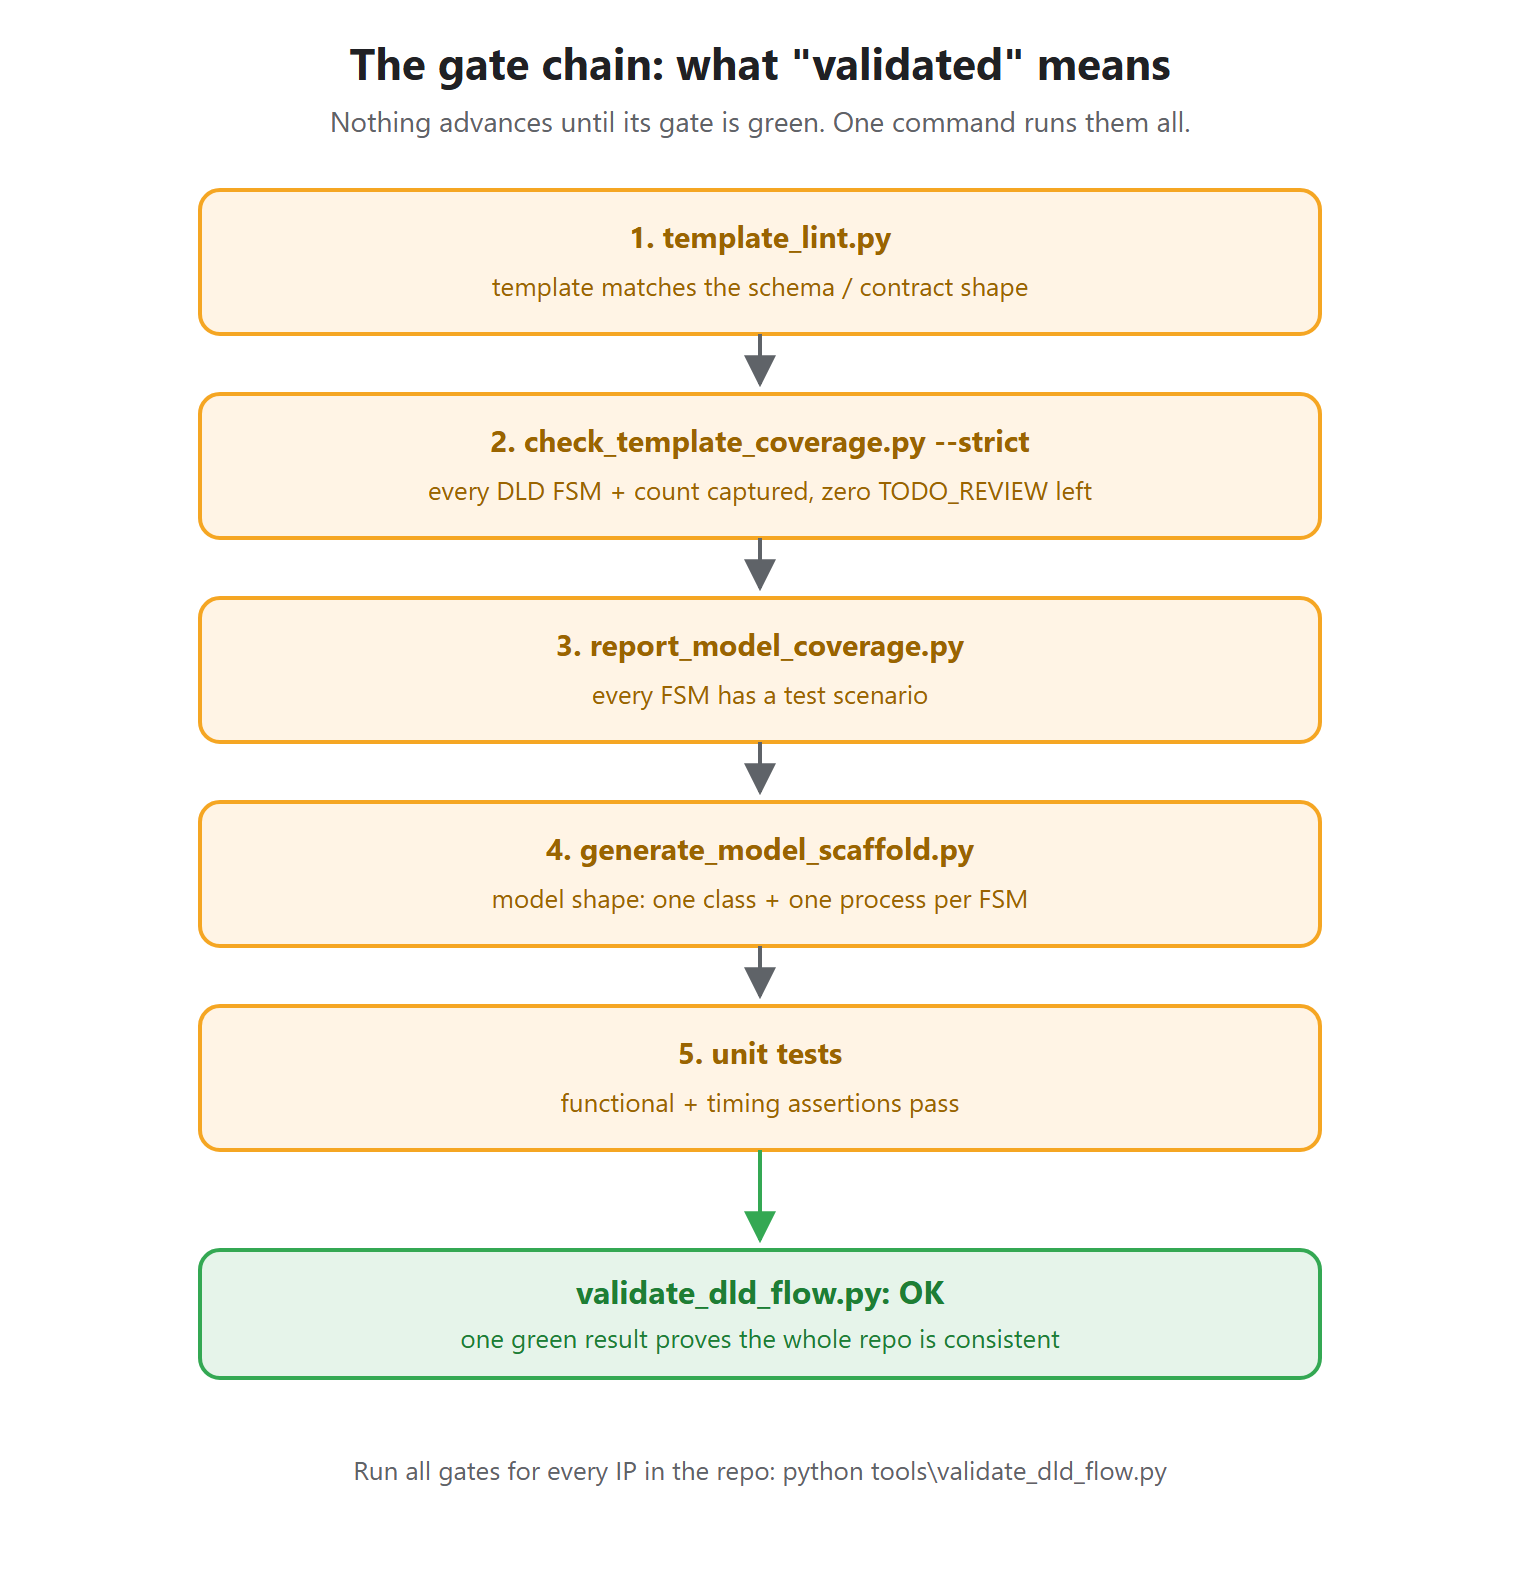 The gate chain: what "validated" means
Nothing advances until its gate is green. One command runs them all.
1. template_lint.py
template matches the schema / contract shape
2. check_template_coverage.py --strict
every DLD FSM + count captured, zero TODO_REVIEW left
3. report_model_coverage.py
every FSM has a test scenario
4. generate_model_scaffold.py
model shape: one class + one process per FSM
5. unit tests
functional + timing assertions pass
validate_dld_flow.py: OK
one green result proves the whole repo is consistent
Run all gates for every IP in the repo: python tools\validate_dld_flow.py